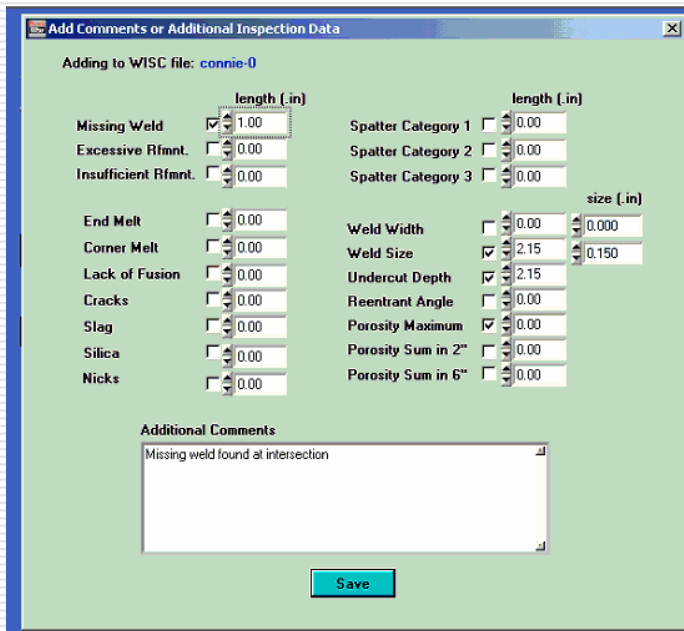 Add Comments or Additional Inspection Data
Adding to WISC file: connie-0
length (.in)
Missing Weld 1.00
Excessive Rfmnt. 0.00
Insufficient Rfmnt. 0.00
End Melt 0.00
Corner Melt 0.00
Lack of Fusion 0.00
Cracks 0.00
Slag 0.00
Silica 0.00
Nicks 0.00
length (.in)
Spatter Category 1 0.00
Spatter Category 2 0.00
Spatter Category 3 0.00
size (.in)
Weld Width 0.00 0.000
Weld Size 2.15 0.150
Undercut Depth 2.15
Reentrant Angle 0.00
Porosity Maximum 0.00
Porosity Sum in 2" 0.00
Porosity Sum in 6" 0.00
Additional Comments
Missing weld found at intersection
Save